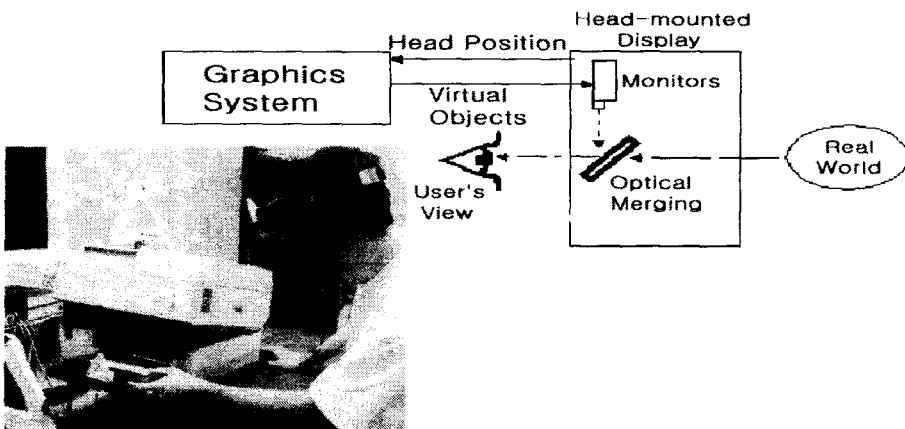 Head-mounted
Display
Head Position
Graphics
System
Monitors
Virtual
Objects
User's
View
Optical
Merging
Real
World